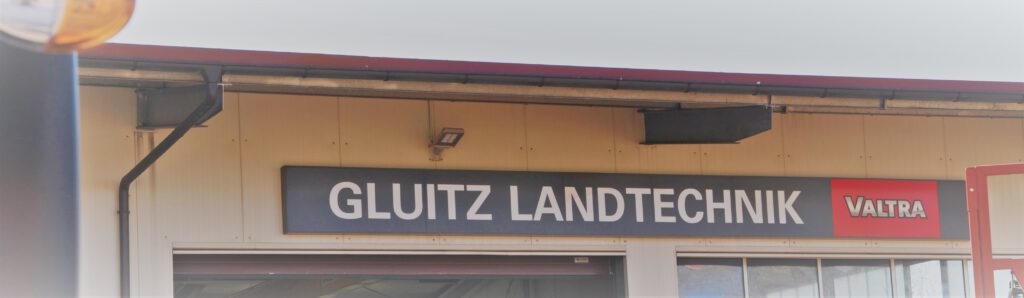 GLUITZ LANDTECHNIK VALTRA